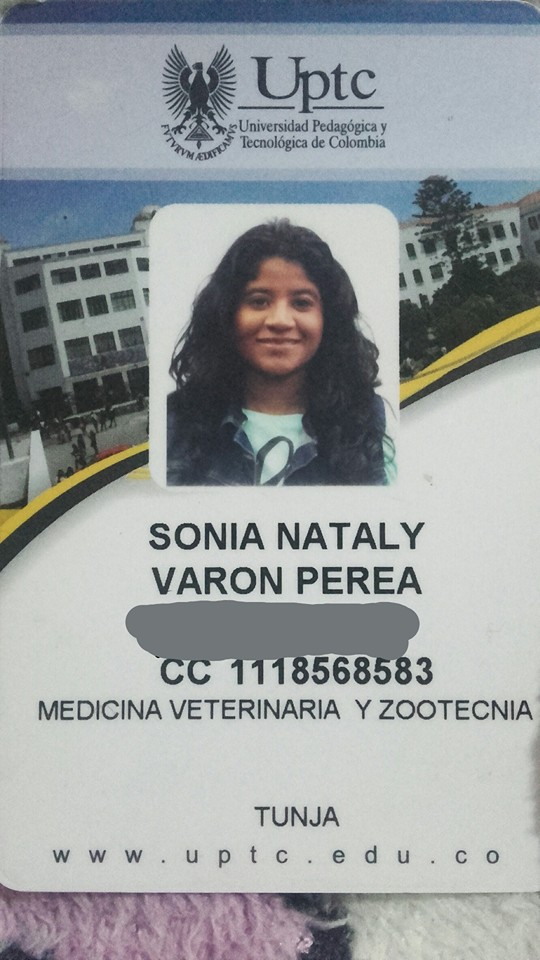 Uptc
Universidad Pedagógica y
Tecnológica de Colombia
FVTVRVM ÆDIFICAMVS
SONIA NATALY
VARON PEREA
CC 1118568583
MEDICINA VETERINARIA Y ZOOTECNIA
TUNJA
www.uptc.edu.co